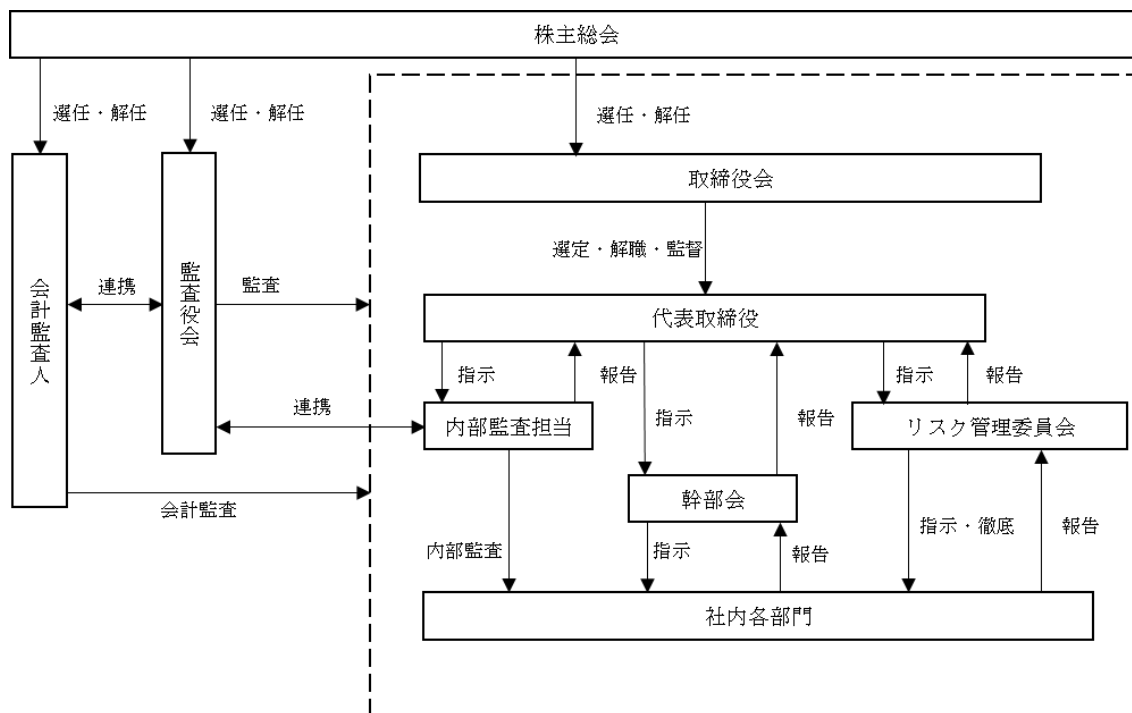 株主総会
選任・解任
選任・解任
選任・解任
取締役会
選定・解職・監督
会計監査人
連携
監査役会
監査
代表取締役
指示
報告
指示
報告
指示
報告
連携
内部監査担当
リスク管理委員会
幹部会
会計監査
内部監査
指示
報告
指示・徹底
報告
社内各部門